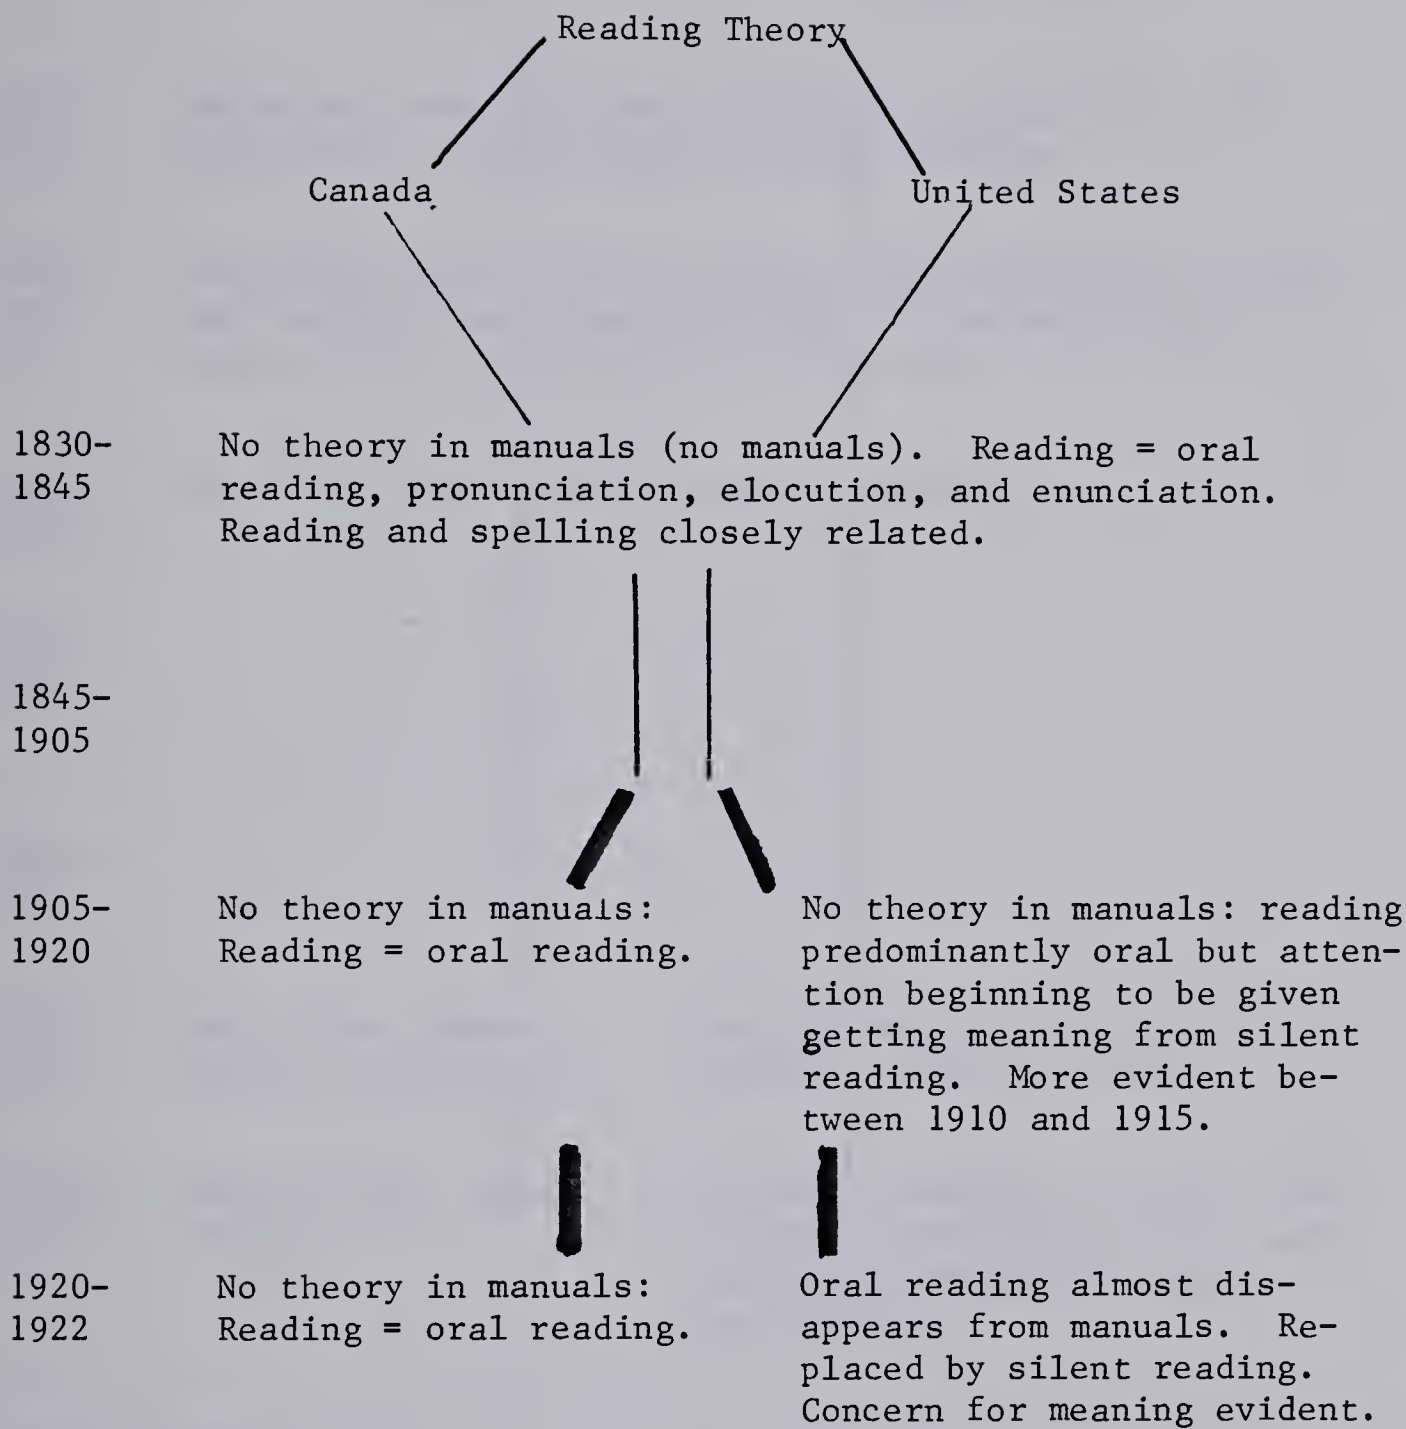 Reading Theory
Canada
United States
1830-
1845
No theory in manuals (no manuals). Reading = oral
reading, pronunciation, elocution, and enunciation.
Reading and spelling closely related.
1845-
1905
1905-
1920
No theory in manuals:
Reading = oral reading.
No theory in manuals: reading
predominantly oral but atten-
tion beginning to be given
getting meaning from silent
reading. More evident be-
tween 1910 and 1915.
1920-
1922
No theory in manuals:
Reading = oral reading.
Oral reading almost dis-
appears from manuals. Re-
placed by silent reading.
Concern for meaning evident.